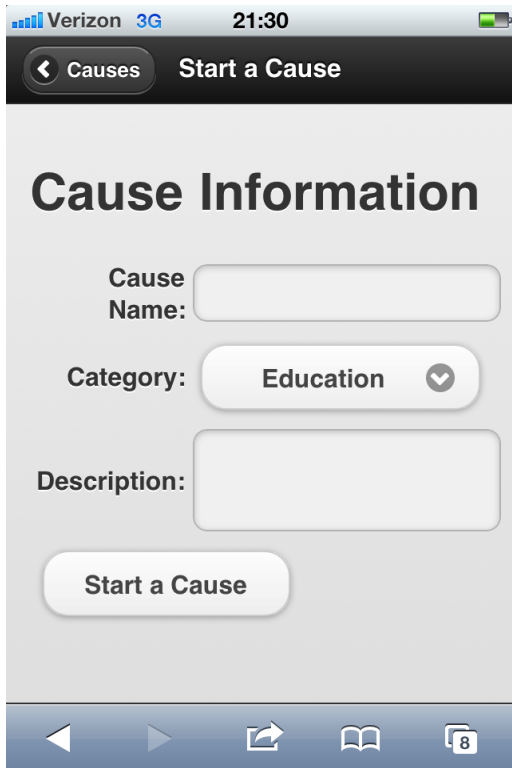 Verizon 3G 21:30
Causes Start a Cause
Cause Information
Cause
Name:
Category: Education
Description:
Start a Cause
8